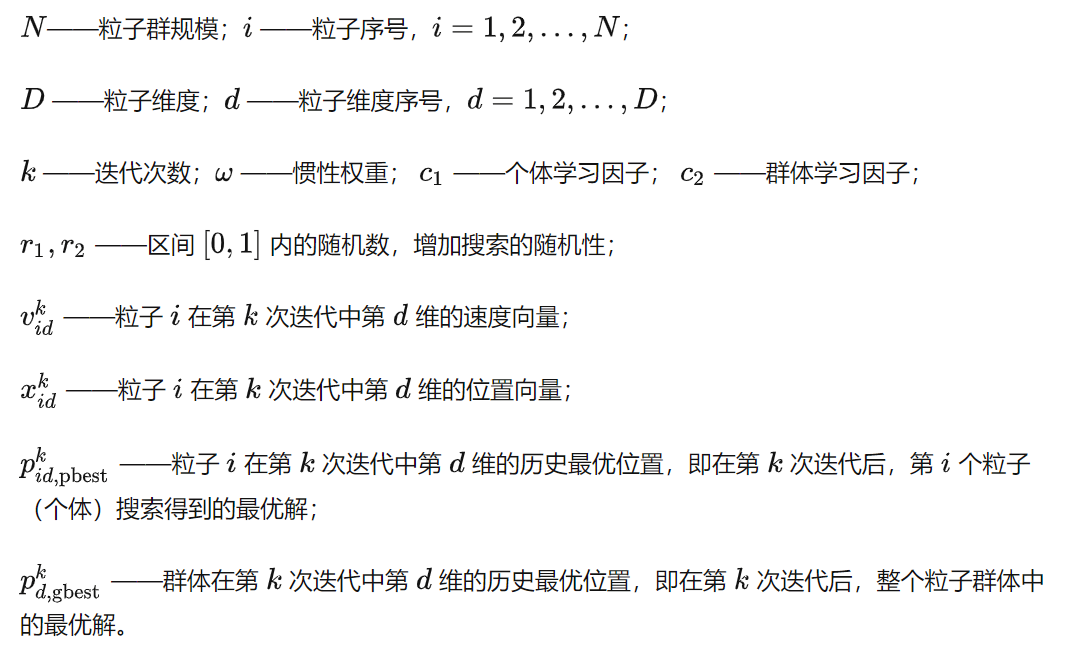 N——粒子群规模；i ——粒子序号，i = 1, 2, . . . , N；
D ——粒子维度；d ——粒子维度序号，d = 1, 2, . . . , D；
k ——迭代次数；ω ——惯性权重； c₁ ——个体学习因子； c₂ ——群体学习因子；
r₁, r₂ ——区间 [0, 1] 内的随机数，增加搜索的随机性；
v_{id}^{k} ——粒子 i 在第 k 次迭代中第 d 维的速度向量；
x_{id}^{k} ——粒子 i 在第 k 次迭代中第 d 维的位置向量；
p_{id,pbest}^{k} ——粒子 i 在第 k 次迭代中第 d 维的历史最优位置，即在第 k 次迭代后，第 i 个粒子
（个体）搜索得到的最优解；
p_{d,gbest}^{k} ——群体在第 k 次迭代中第 d 维的历史最优位置，即在第 k 次迭代后，整个粒子群体中
的最优解。